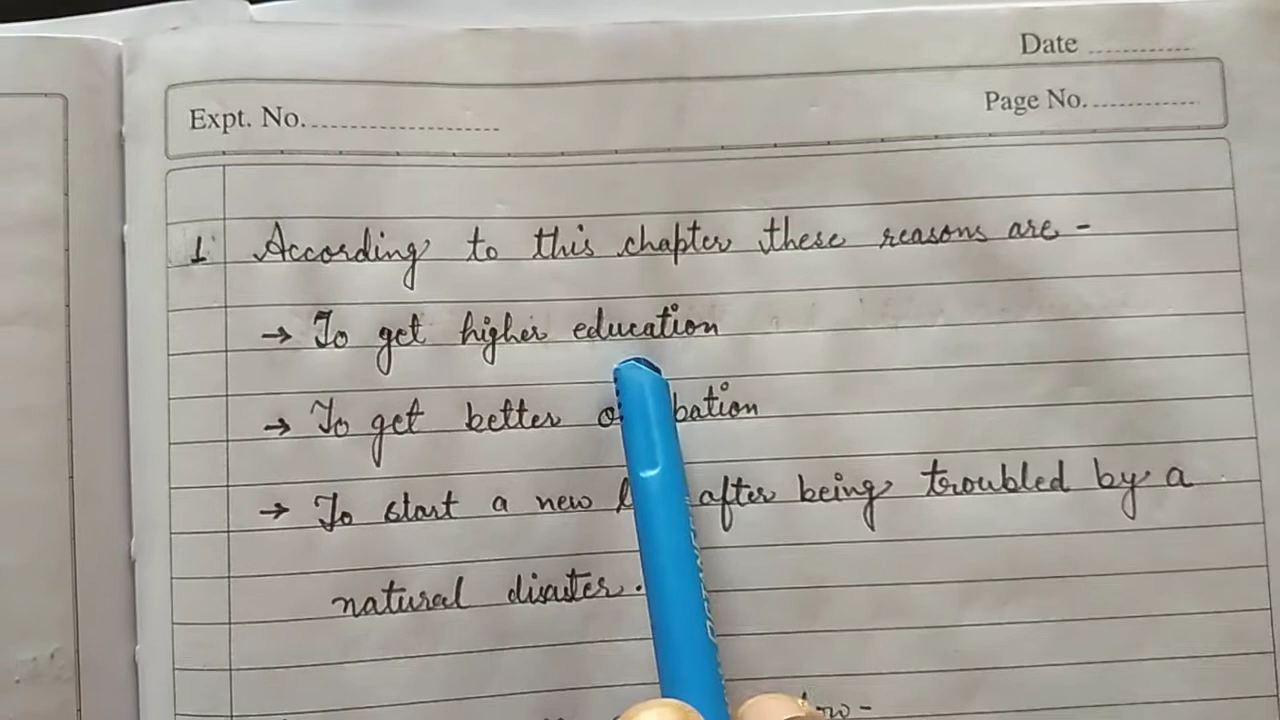 Date
Expt. No.
Page No.
1. According to this chapter these reasons are -
→ To get higher education
→ To get better
→ To start a new after being troubled by a
natural disaster.